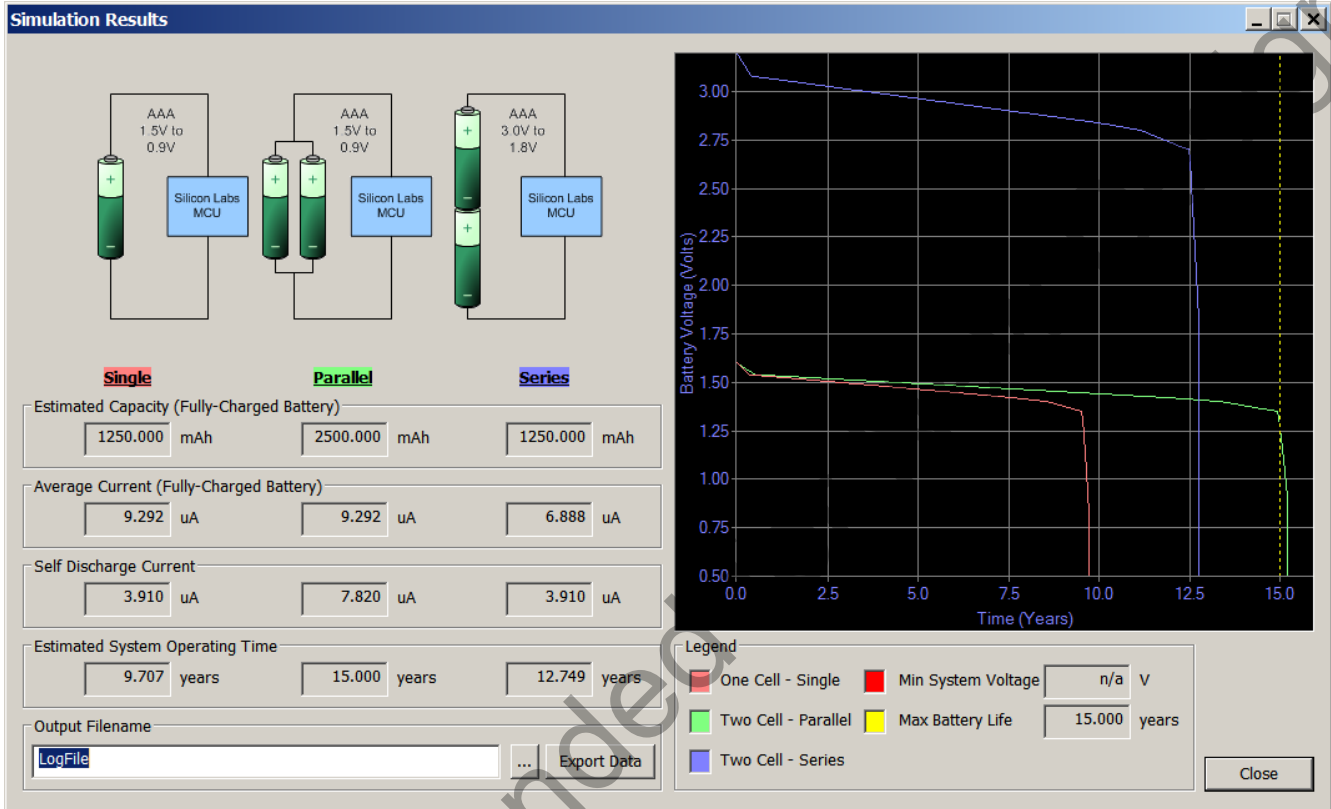 Simulation Results
AAA
1.5V to
0.9V
Silicon Labs
MCU
AAA
1.5V to
0.9V
Silicon Labs
MCU
AAA
3.0V to
1.8V
Silicon Labs
MCU
Single Parallel Series
Estimated Capacity (Fully-Charged Battery)
1250.000 mAh 2500.000 mAh 1250.000 mAh
Average Current (Fully-Charged Battery)
9.292 uA 9.292 uA 6.888 uA
Self Discharge Current
3.910 uA 7.820 uA 3.910 uA
Estimated System Operating Time
9.707 years 15.000 years 12.749 years
Output Filename
LogFile ... Export Data
Battery Voltage (Volts)
3.00
2.75
2.50
2.25
2.00
1.75
1.50
1.25
1.00
0.75
0.50
0.0 2.5 5.0 7.5 10.0 12.5 15.0
Time (Years)
Legend
One Cell - Single Min System Voltage n/a V
Two Cell - Parallel Max Battery Life 15.000 years
Two Cell - Series
Close
nded